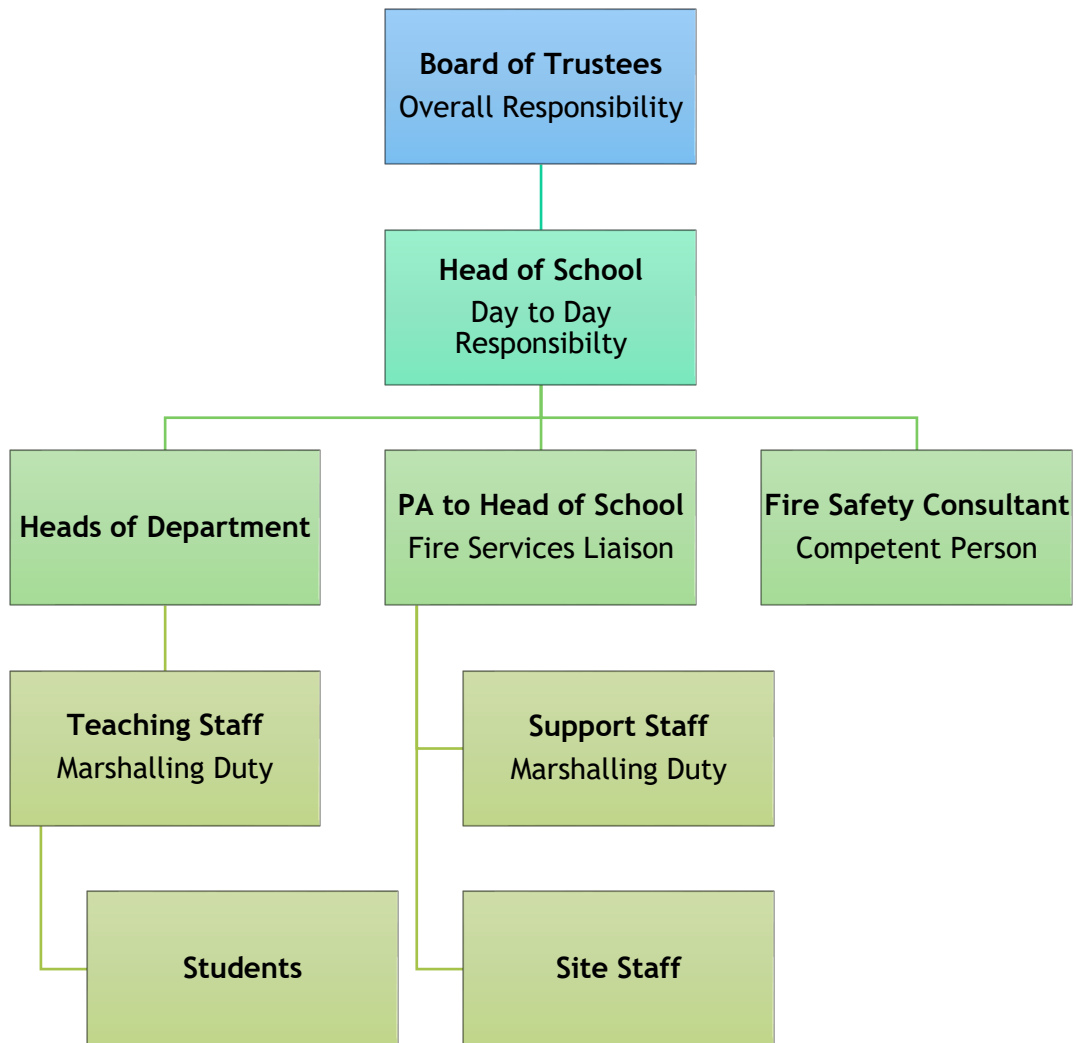 Board of Trustees
Overall Responsibility
Head of School
Day to Day
Responsibilty
Heads of Department
PA to Head of School
Fire Services Liaison
Fire Safety Consultant
Competent Person
Teaching Staff
Marshalling Duty
Support Staff
Marshalling Duty
Students
Site Staff